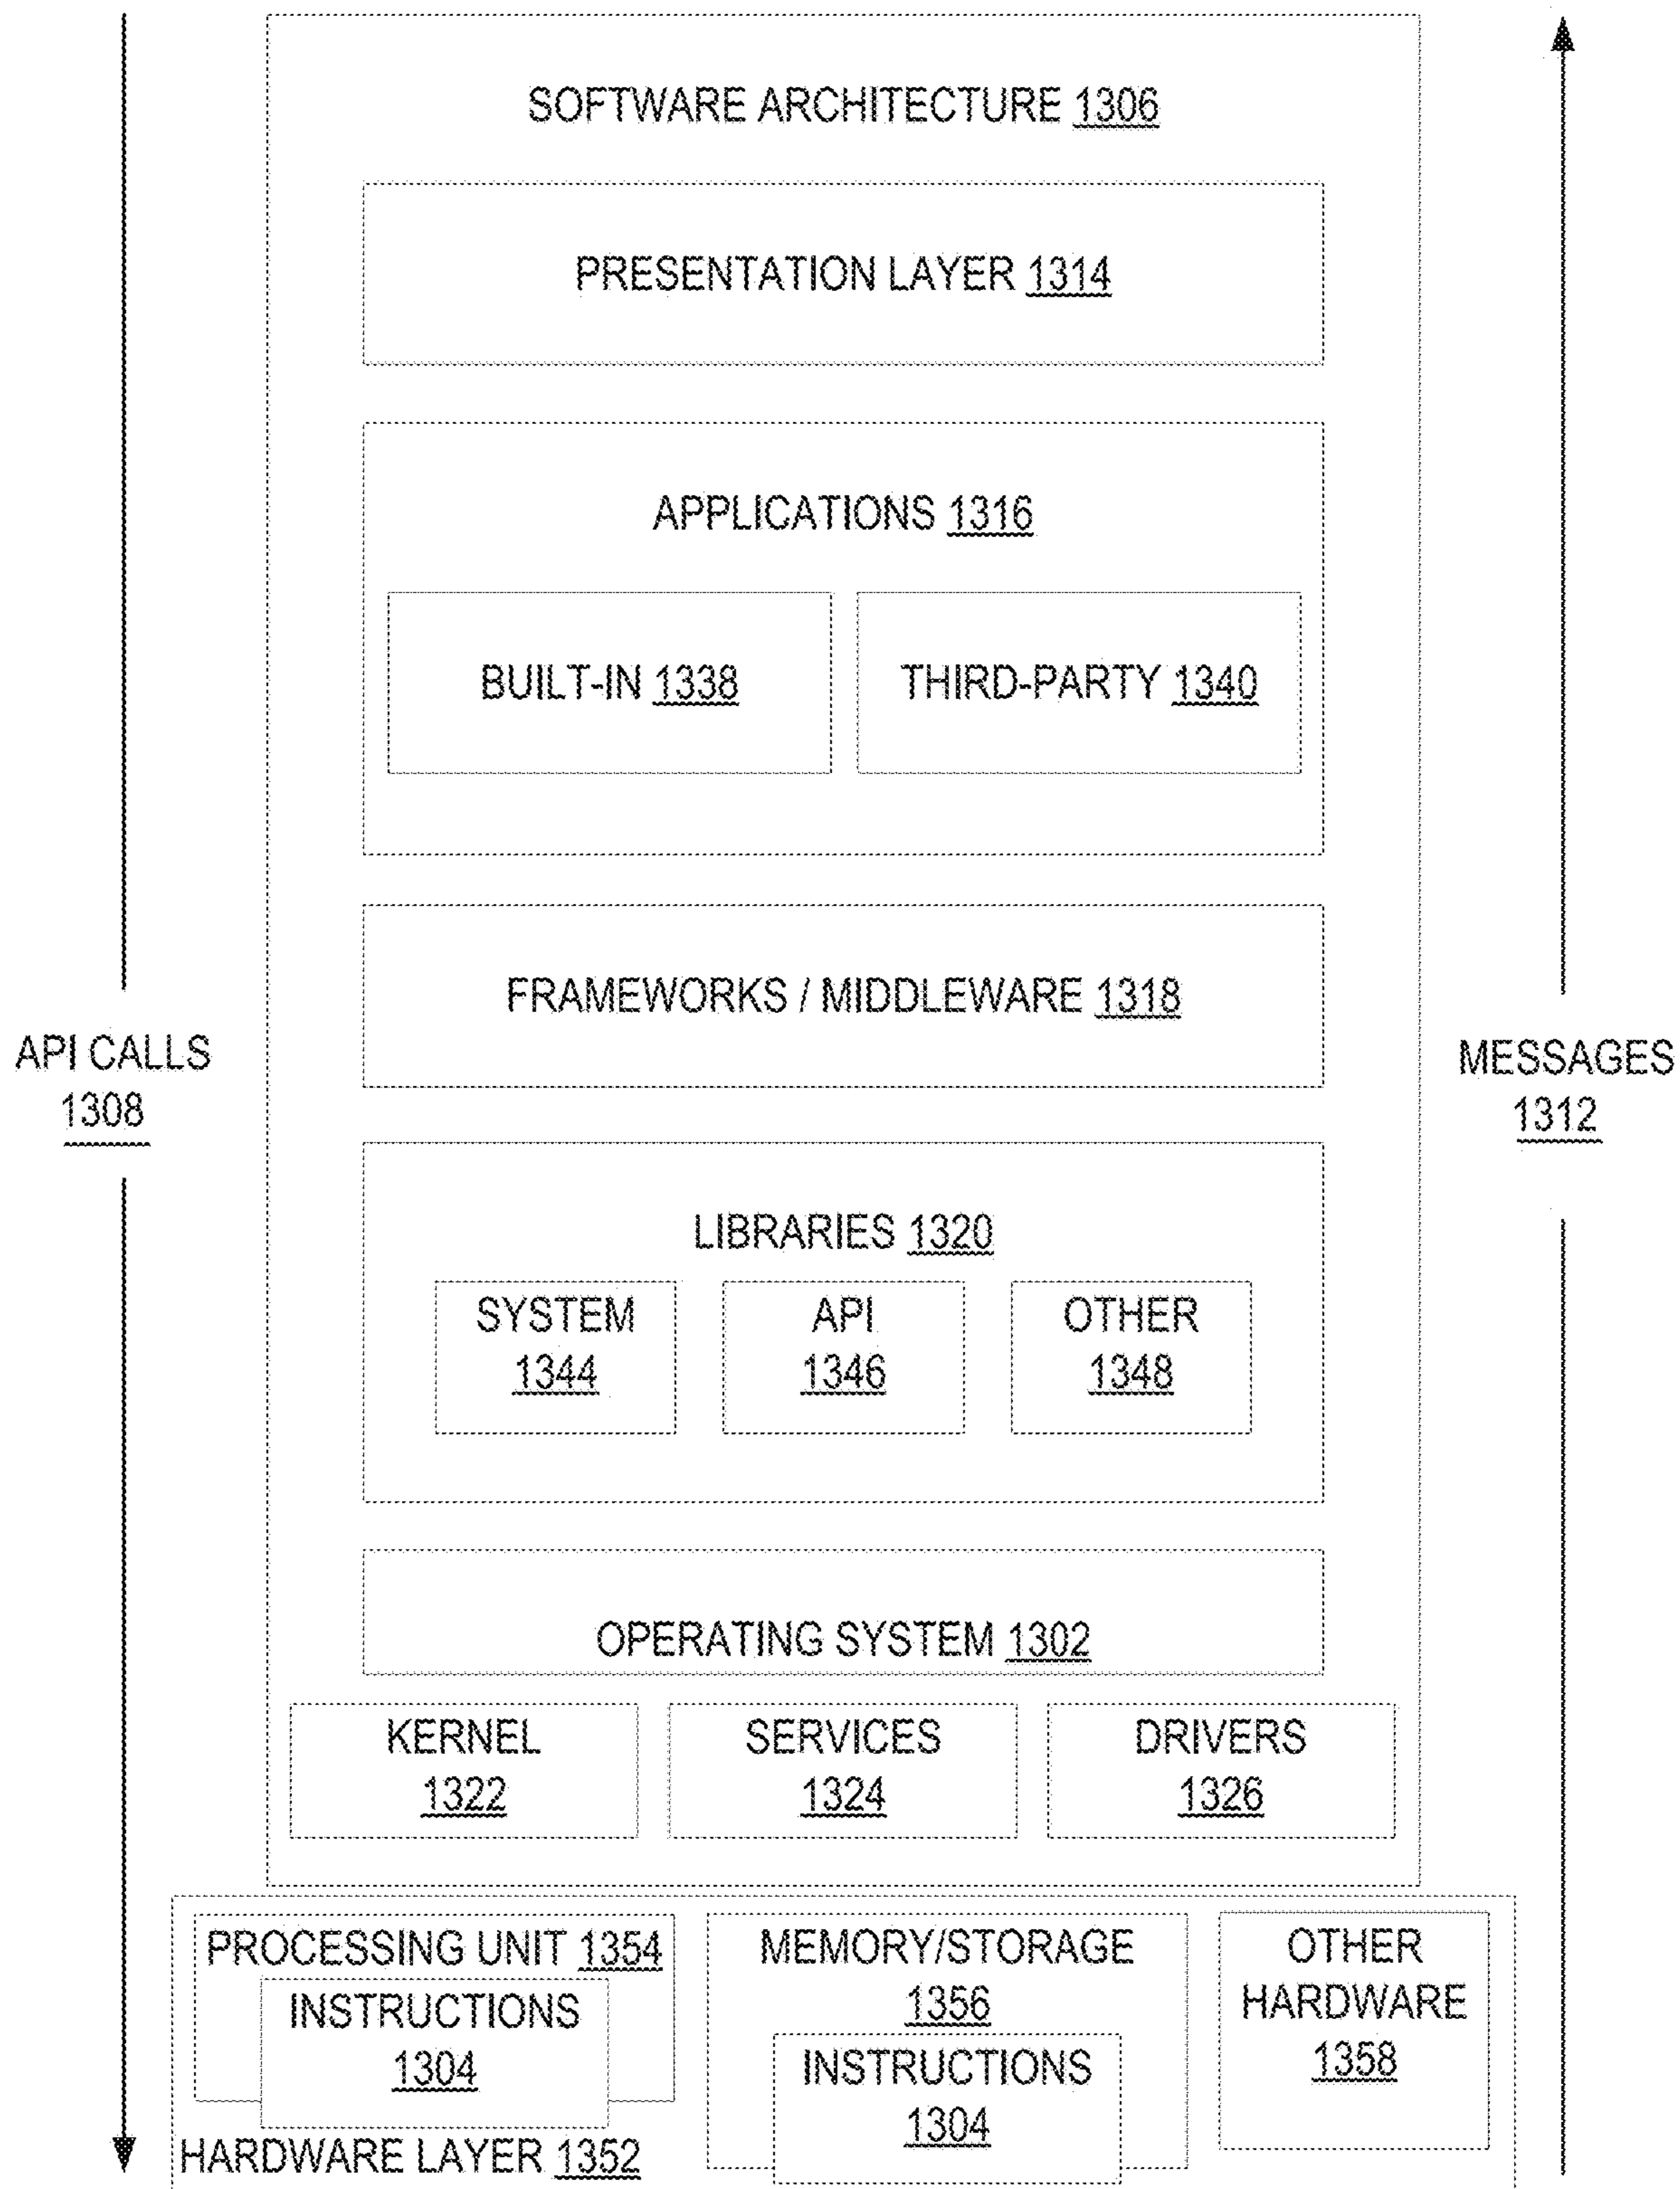 SOFTWARE ARCHITECTURE 1306
PRESENTATION LAYER 1314
APPLICATIONS 1316
BUILT-IN 1338
THIRD-PARTY 1340
FRAMEWORKS / MIDDLEWARE 1318
API CALLS
1308
MESSAGES
1312
LIBRARIES 1320
SYSTEM
1344
API
1346
OTHER
1348
OPERATING SYSTEM 1302
KERNEL
1322
SERVICES
1324
DRIVERS
1326
PROCESSING UNIT 1354
INSTRUCTIONS
1304
MEMORY/STORAGE
1356
INSTRUCTIONS
1304
OTHER
HARDWARE
1358
HARDWARE LAYER 1352